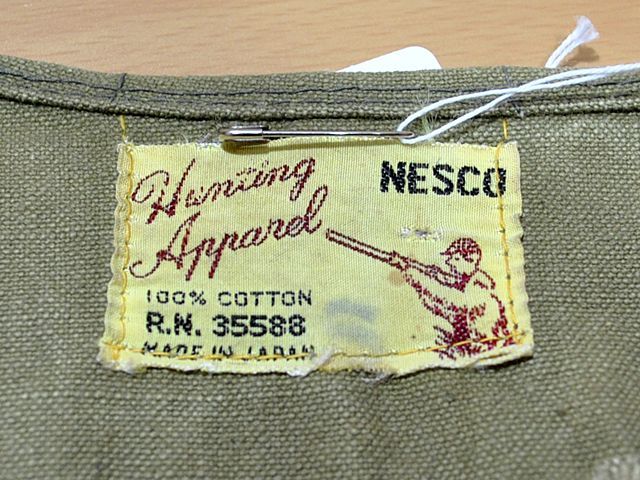 Hunting NESCO
Apparel
100% COTTON
R.N. 35588
MADE IN JAPAN